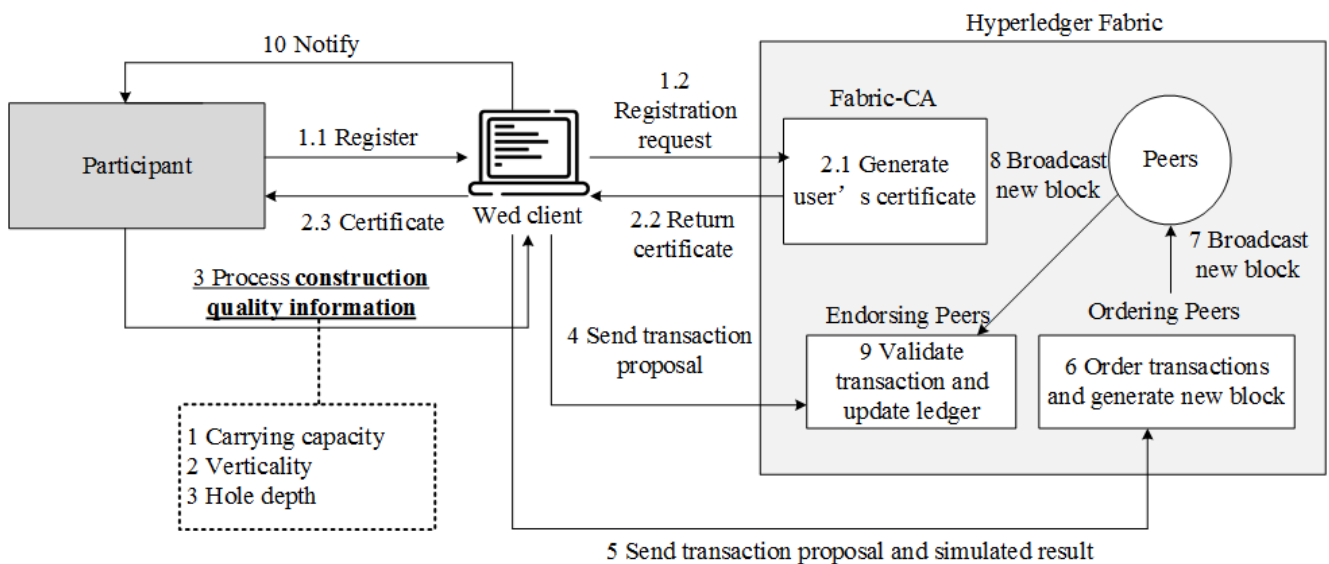 Hyperledger Fabric
10 Notify
1.2
Registration
request
Fabric-CA
1.1 Register
Participant
2.1 Generate
user’s certificate
8 Broadcast
new block
Peers
2.3 Certificate
Wed client
2.2 Return
certificate
7 Broadcast
new block
3 Process construction
quality information
4 Send transaction
proposal
Endorsing Peers
Ordering Peers
9 Validate
transaction and
update ledger
6 Order transactions
and generate new block
1 Carrying capacity
2 Verticality
3 Hole depth
5 Send transaction proposal and simulated result